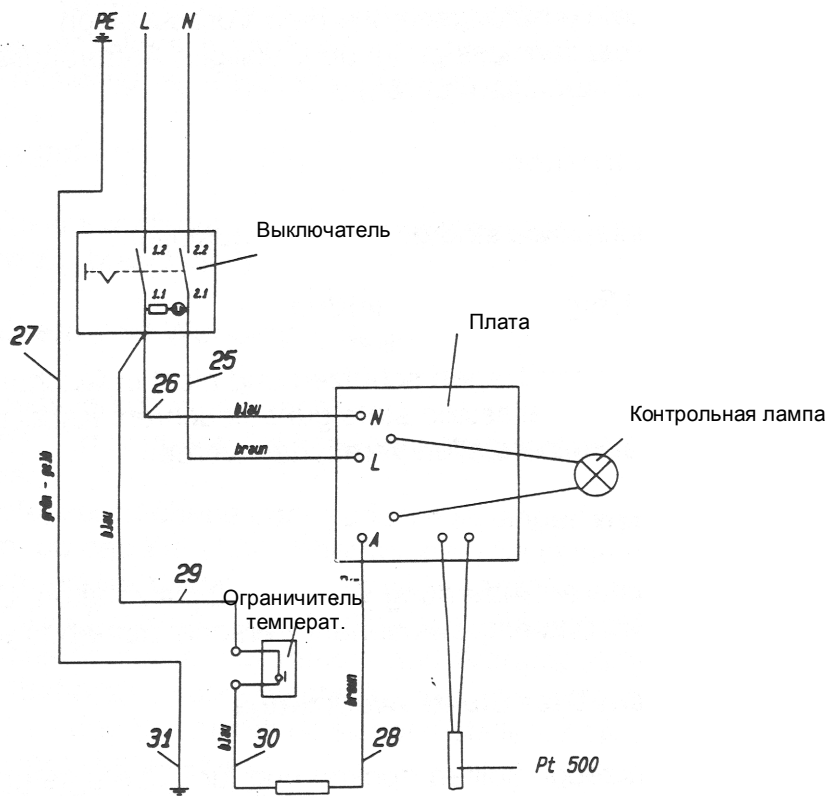 PE L N
Выключатель
1.2 2.2
1.1 2.1
Плата
27
25
26
blau
N
Контрольная лампа
braun
L
grün - gelb
blau
A
29
Ограничитель
температ.
braun
31
blau
30
28
Pt 500